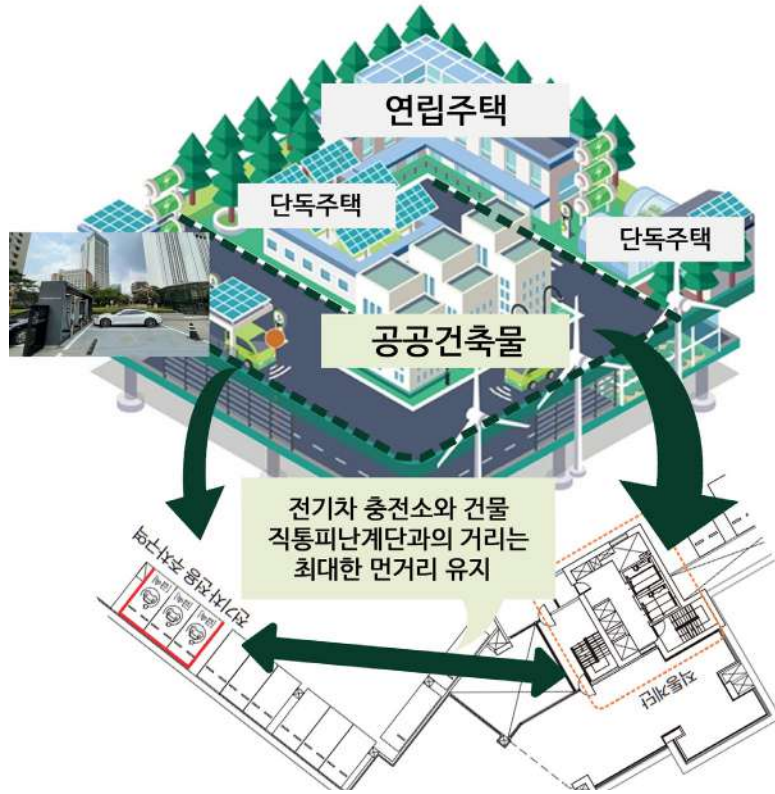 연립주택
단독주택
단독주택
공공건축물
전기차 충전소와 건물
직통피난계단과의 거리는
최대한 먼거리 유지
전기차전용 주차구역
직통계단